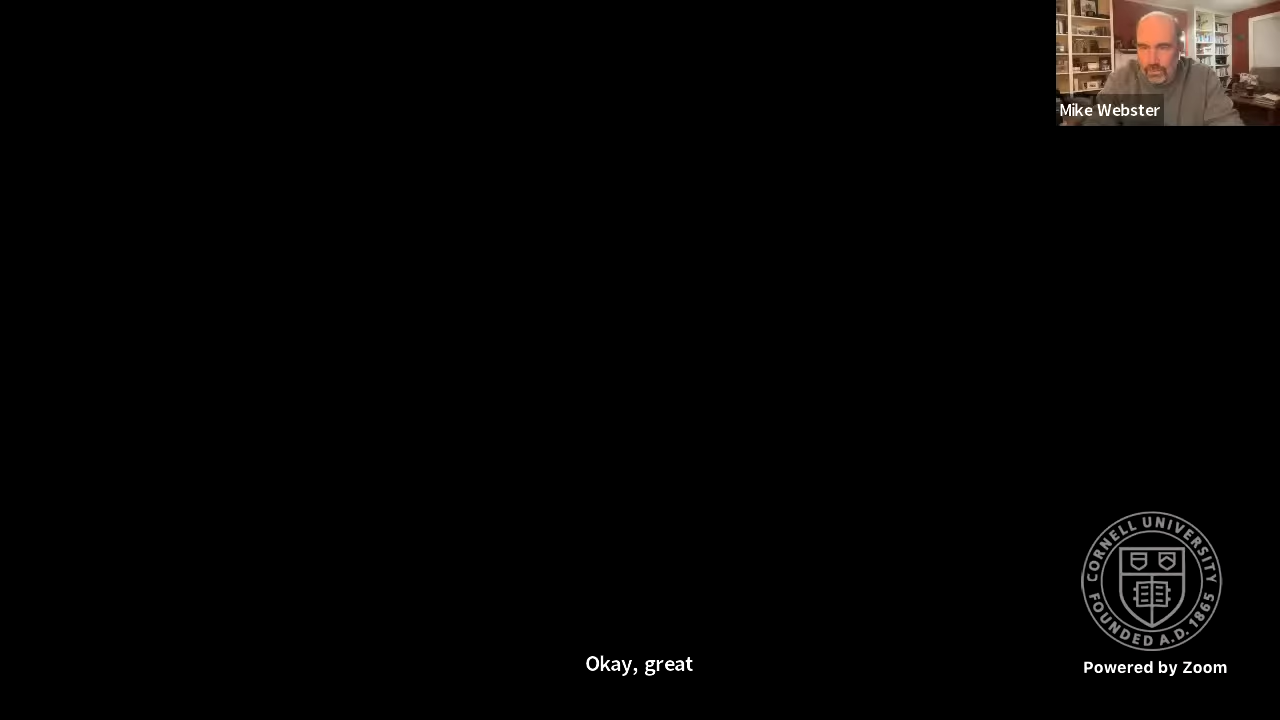 Mike Webster
CORNELL UNIVERSITY
FOUNDED A.D. 1865
Okay, great
Powered by Zoom